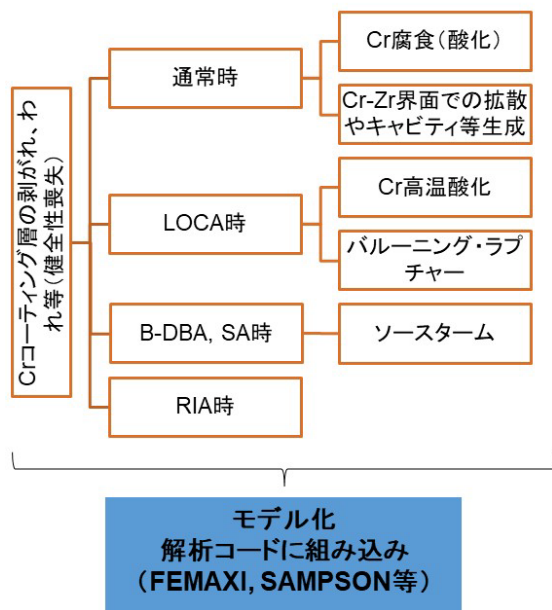 Crコーティング層の剥がれ、わ
れ等(健全性喪失)
通常時
Cr腐食(酸化)
Cr-Zr界面での拡散
やキャビティ等生成
LOCA時
Cr高温酸化
バルーニング・ラプ
チャー
B-DBA, SA時
ソースターム
RIA時
モデル化
解析コードに組み込み
(FEMAXI, SAMPSON等)